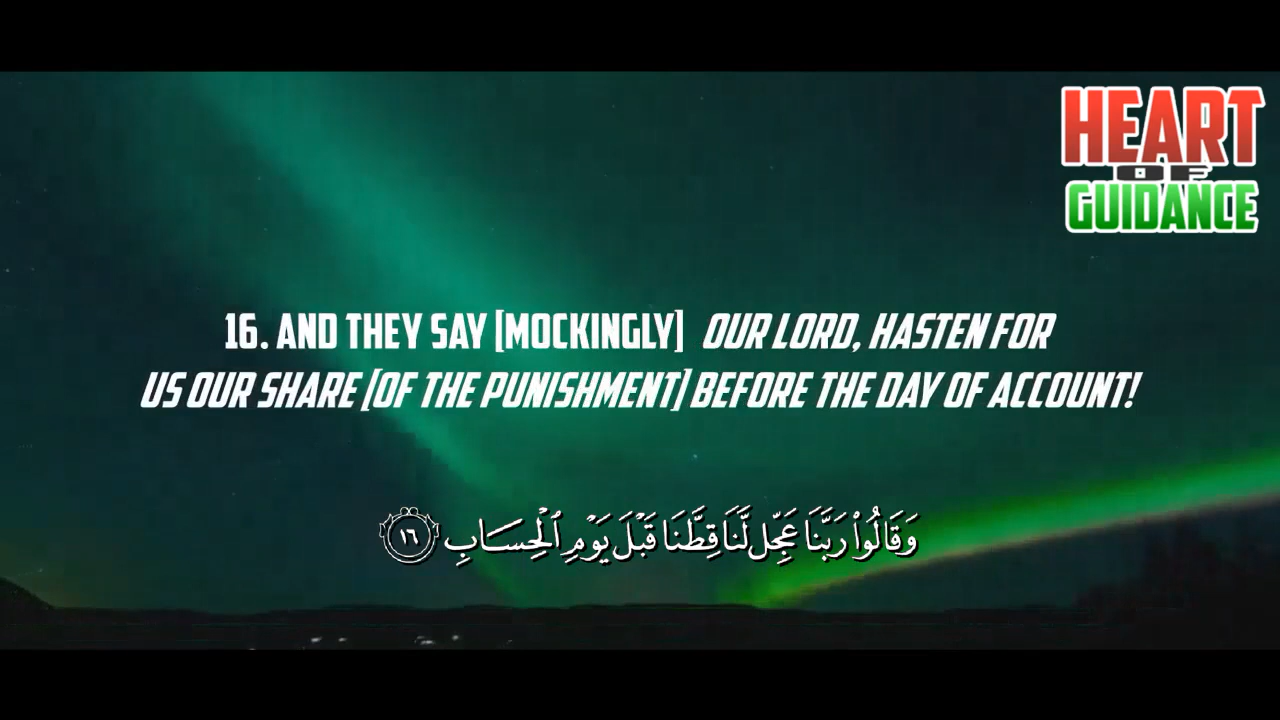 HEART
OF
GUIDANCE
16. AND THEY SAY [MOCKINGLY] OUR LORD, HASTEN FOR
US OUR SHARE [OF THE PUNISHMENT] BEFORE THE DAY OF ACCOUNT!
وَقَالُوا۟ رَبَّنَا عَجِّل لَّنَا قِطَّنَا قَبْلَ يَوْمِ ٱلْحِسَابِ ١٦